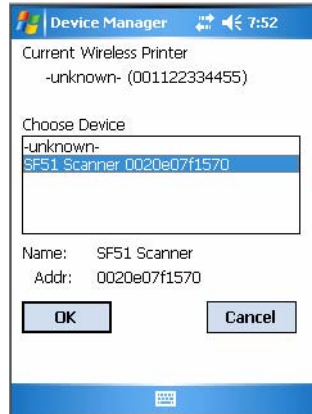 Device Manager 7:52
Current Wireless Printer
-unknown- (001122334455)
Choose Device
-unknown-
SF51 Scanner 0020e07f1570
Name: SF51 Scanner
Addr: 0020e07f1570
OK Cancel